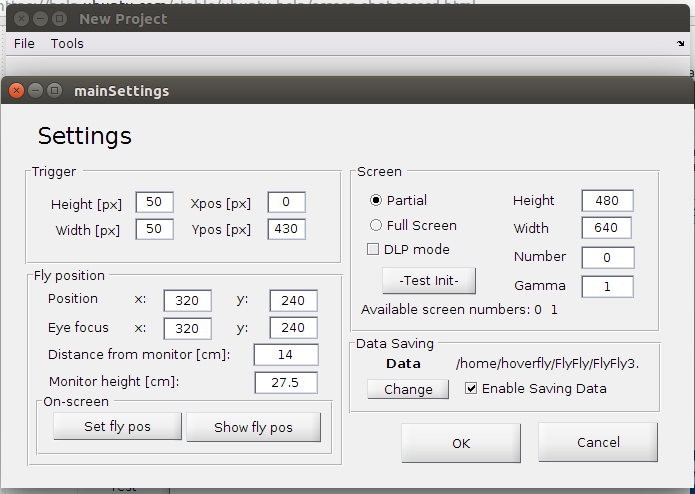 New Project
File Tools
mainSettings
Settings
Trigger
Height [px] 50 Xpos [px] 0
Width [px] 50 Ypos [px] 430
Fly position
Position x: 320 y: 240
Eye focus x: 320 y: 240
Distance from monitor [cm]: 14
Monitor height [cm]: 27.5
On-screen
Set fly pos Show fly pos
Screen
Partial Height 480
Full Screen Width 640
DLP mode Number 0
-Test Init- Gamma 1
Available screen numbers: 0 1
Data Saving
Data /home/hoverfly/FlyFly/FlyFly3.
Change Enable Saving Data
OK Cancel